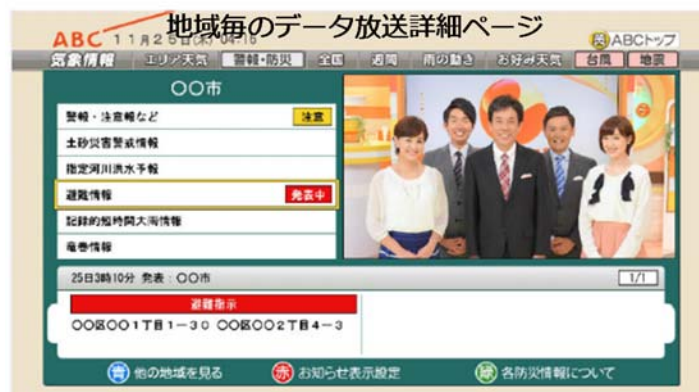 地域毎のデータ放送詳細ページ
ABC 11月25日(木) 04:16 黄 ABCトップ
気象情報 エリア天気 警報・防災 全国 週間 雨の動き お好み天気 台風 地震
〇〇市
警報・注意報など 注意
土砂災害警戒情報
指定河川洪水予報
避難情報 発表中
記録的短時間大雨情報
竜巻情報
25日3時10分 発表:〇〇市 1/1
避難指示
〇〇区〇〇1丁目1-30 〇〇区〇〇2丁目4-3
青 他の地域を見る 赤 お知らせ表示設定 緑 各防災情報について